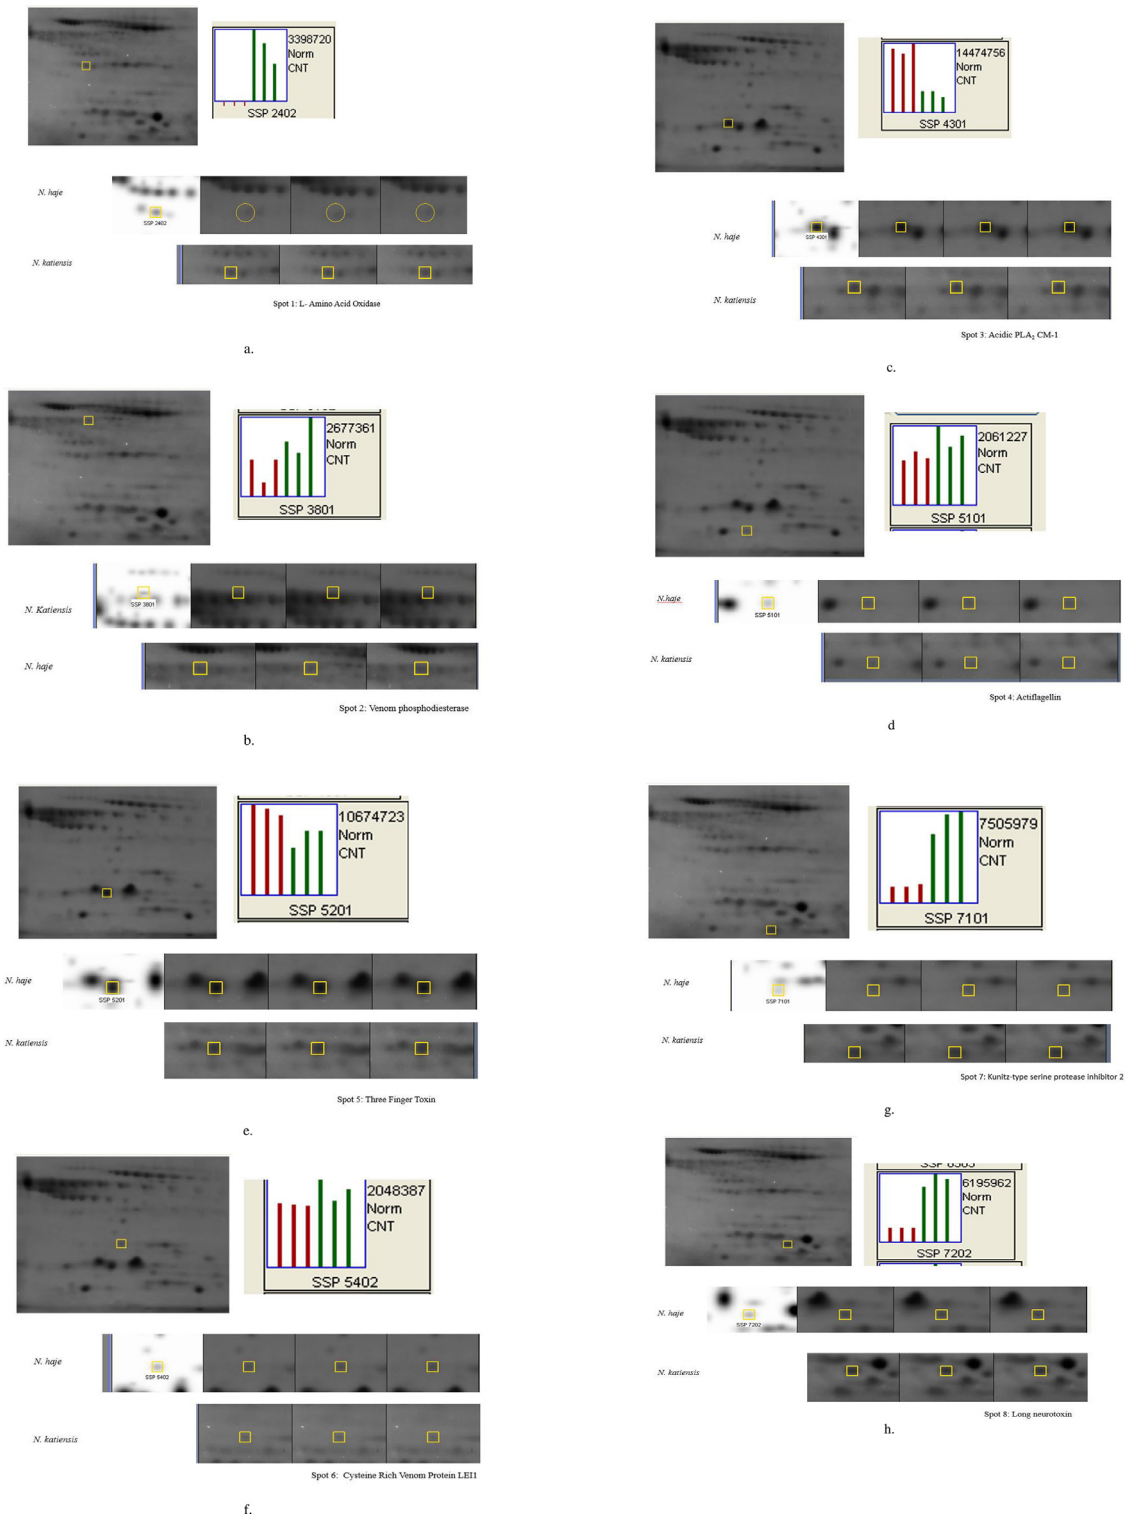 3398720
Norm
CNT
SSP 2402
N. haje
SSP 2402
N. katiensis
Spot 1: L- Amino Acid Oxidase
a.
14474756
Norm
CNT
SSP 4301
N. haje
SSP 4301
N. katiensis
Spot 3: Acidic PLA₂ CM-1
c.
2677361
Norm
CNT
SSP 3801
N. Katiensis
SSP 3801
N. haje
Spot 2: Venom phosphodiesterase
b.
2061227
Norm
CNT
SSP 5101
N.haje
SSP 5101
N. katiensis
Spot 4: Actiflagellin
d
10674723
Norm
CNT
SSP 5201
N. haje
SSP 5201
N. katiensis
Spot 5: Three Finger Toxin
e.
7505979
Norm
CNT
SSP 7101
N. haje
SSP 7101
N. katiensis
Spot 7: Kunitz-type serine protease inhibitor 2
g.
2048387
Norm
CNT
SSP 5402
N. haje
SSP 5402
N. katiensis
Spot 6: Cysteine Rich Venom Protein LEI1
f.
6195962
Norm
CNT
SSP 7202
N. haje
SSP 7202
N. katiensis
Spot 8: Long neurotoxin
h.